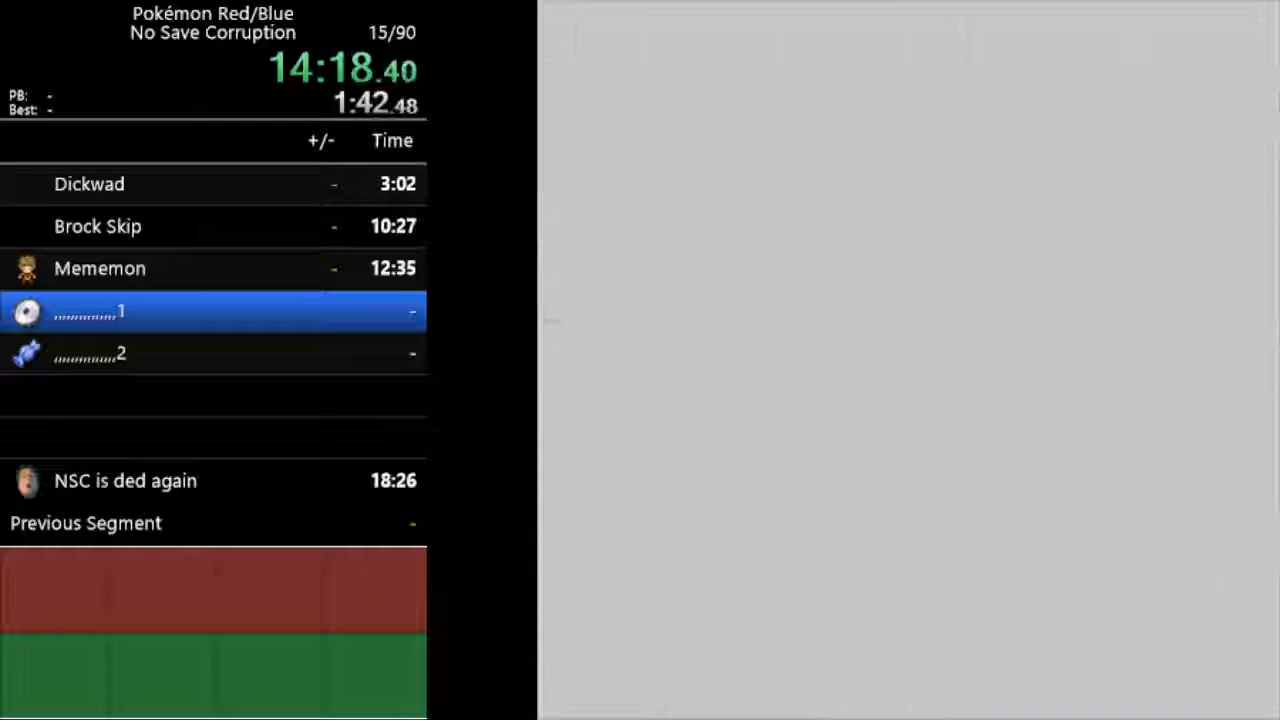 Pokémon Red/Blue
No Save Corruption 15/90
14:18.40
PB: -
Best: -
1:42.48
+/- Time
Dickwad - 3:02
Brock Skip - 10:27
Mememon - 12:35
,,,,,,,,,,,,,,,1 -
,,,,,,,,,,,,,,,2 -
NSC is ded again 18:26
Previous Segment -